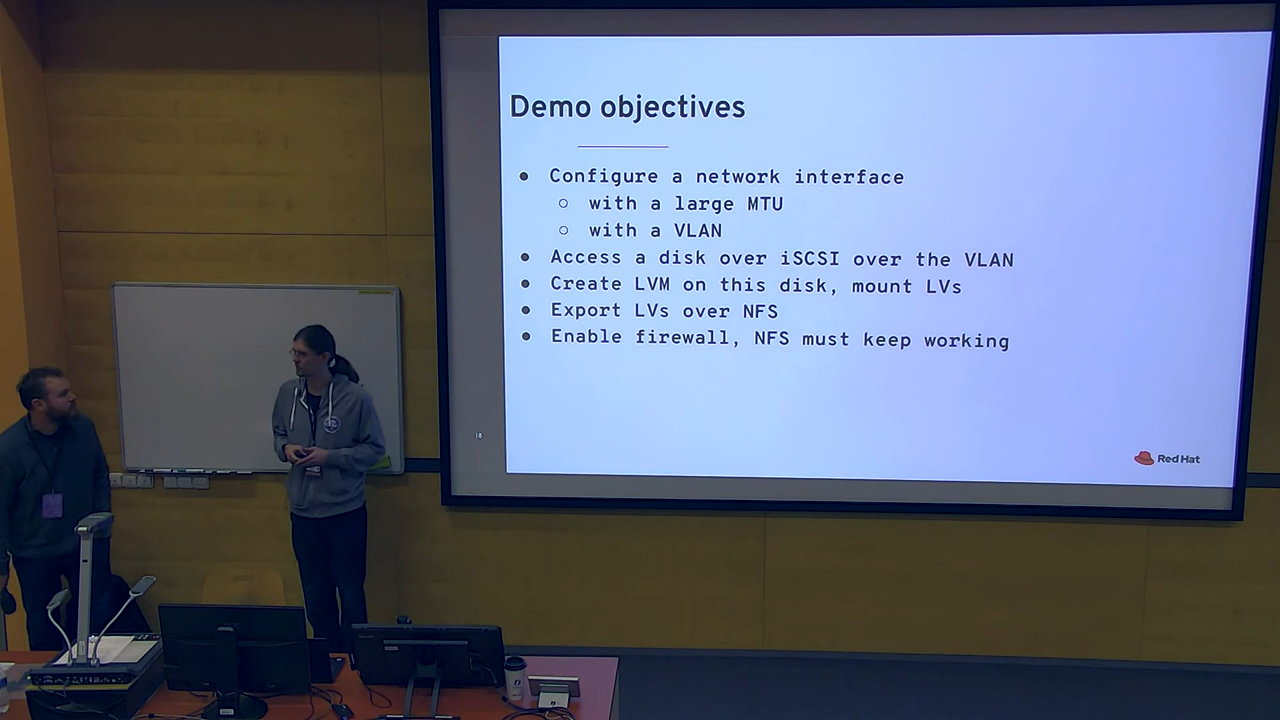 Demo objectives
● Configure a network interface
○ with a large MTU
○ with a VLAN
● Access a disk over iSCSI over the VLAN
● Create LVM on this disk, mount LVs
● Export LVs over NFS
● Enable firewall, NFS must keep working
Red Hat